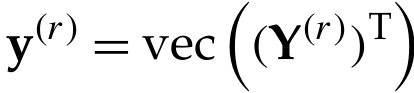 𝐲^{(r)} = vec((𝐘^{(r)})^T)